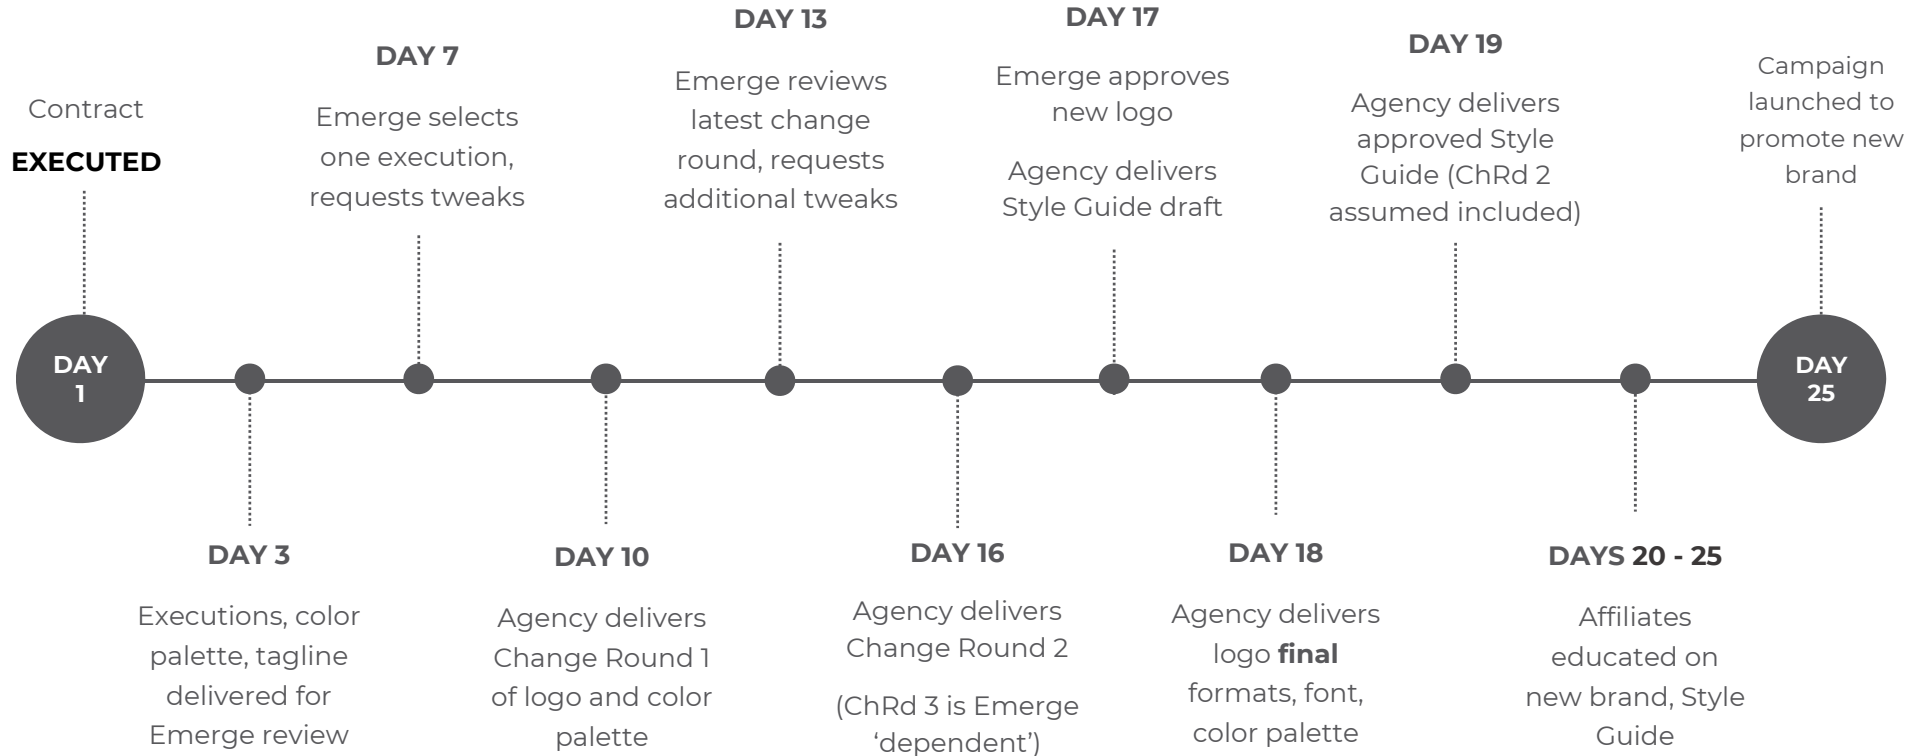 Contract
EXECUTED
DAY
1
DAY 3
Executions, color
palette, tagline
delivered for
Emerge review
DAY 7
Emerge selects
one execution,
requests tweaks
DAY 10
Agency delivers
Change Round 1
of logo and color
palette
DAY 13
Emerge reviews
latest change
round, requests
additional tweaks
DAY 16
Agency delivers
Change Round 2
(ChRd 3 is Emerge
‘dependent’)
DAY 17
Emerge approves
new logo
Agency delivers
Style Guide draft
DAY 18
Agency delivers
logo final
formats, font,
color palette
DAY 19
Agency delivers
approved Style
Guide (ChRd 2
assumed included)
DAYS 20 - 25
Affiliates
educated on
new brand, Style
Guide
Campaign
launched to
promote new
brand
DAY
25